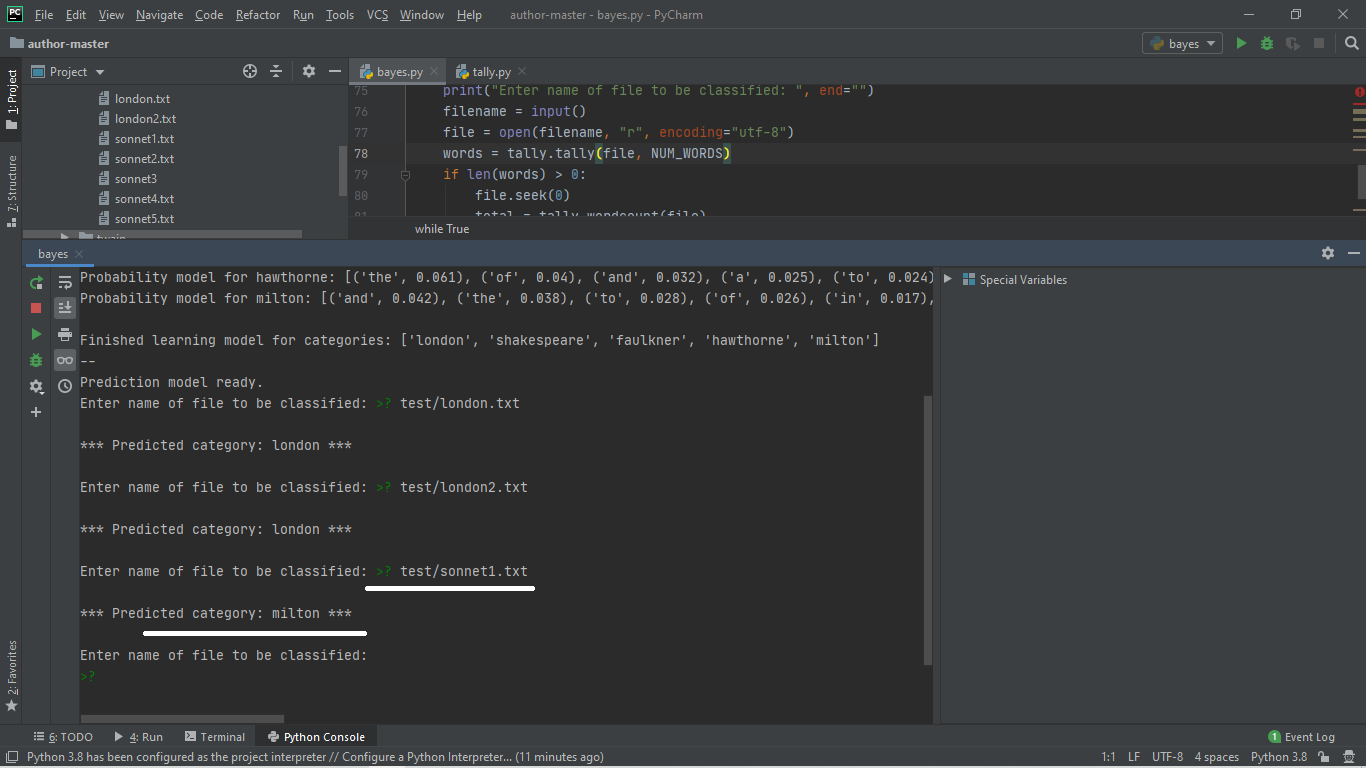 PC File Edit View Navigate Code Refactor Run Tools VCS Window Help author-master - bayes.py - PyCharm
author-master bayes
Project bayes.py tally.py
1: Project
7: Structure
2: Favorites
london.txt
london2.txt
sonnet1.txt
sonnet2.txt
sonnet3
sonnet4.txt
sonnet5.txt
twain
75 print("Enter name of file to be classified: ", end="")
76 filename = input()
77 file = open(filename, "r", encoding="utf-8")
78 words = tally.tally(file, NUM_WORDS)
79 if len(words) > 0:
80 file.seek(0)
81 total = tally.wordcount(file)
while True
bayes
Probability model for hawthorne: [('the', 0.061), ('of', 0.04), ('and', 0.032), ('a', 0.025), ('to', 0.024)
Probability model for milton: [('and', 0.042), ('the', 0.038), ('to', 0.028), ('of', 0.026), ('in', 0.017),
Finished learning model for categories: ['london', 'shakespeare', 'faulkner', 'hawthorne', 'milton']
--
Prediction model ready.
Enter name of file to be classified: >? test/london.txt
*** Predicted category: london ***
Enter name of file to be classified: >? test/london2.txt
*** Predicted category: london ***
Enter name of file to be classified: >? test/sonnet1.txt
*** Predicted category: milton ***
Enter name of file to be classified:
>?
Special Variables
6: TODO 4: Run Terminal Python Console 1 Event Log
Python 3.8 has been configured as the project interpreter // Configure a Python Interpreter... (11 minutes ago) 1:1 LF UTF-8 4 spaces Python 3.8